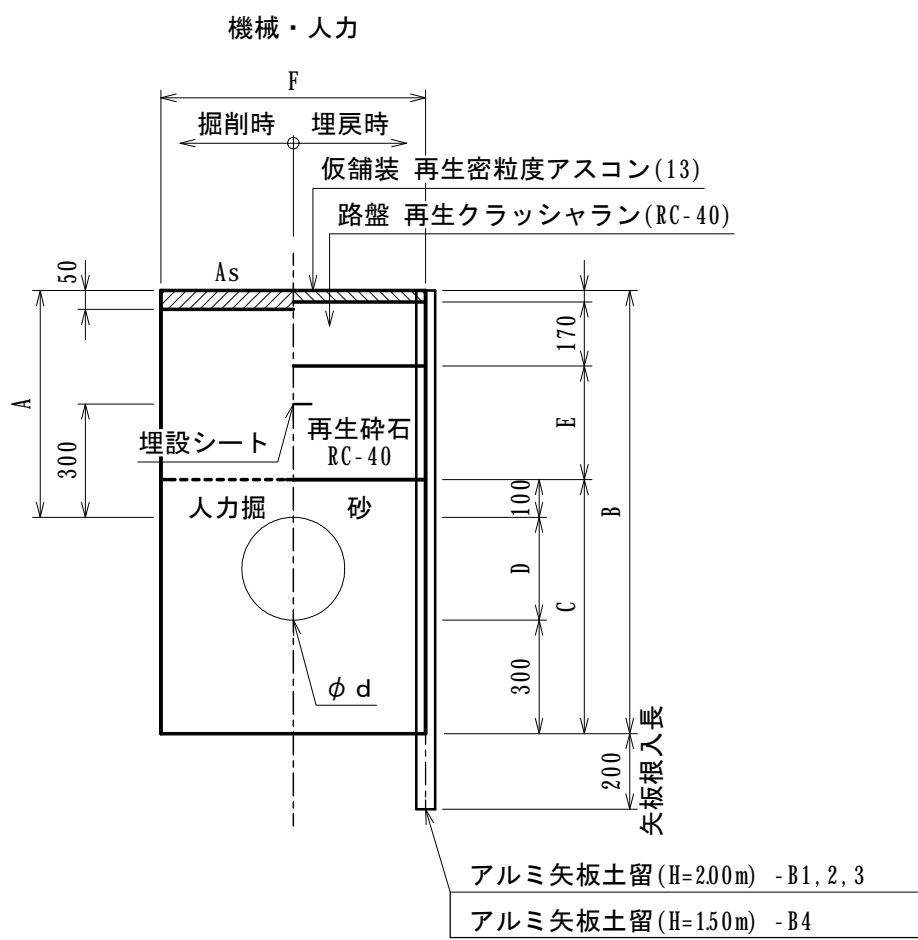 機械・人力
F
掘削時 埋戻時
仮舗装 再生密粒度アスコン(13)
路盤 再生クラッシャラン(RC-40)
50
As
170
A
300
埋設シート
再生砕石
RC-40
E
人力掘 砂
100
B
D
C
300
φd
200
矢板根入長
アルミ矢板土留(H=2.00m) -B1,2,3
アルミ矢板土留(H=1.50m) -B4